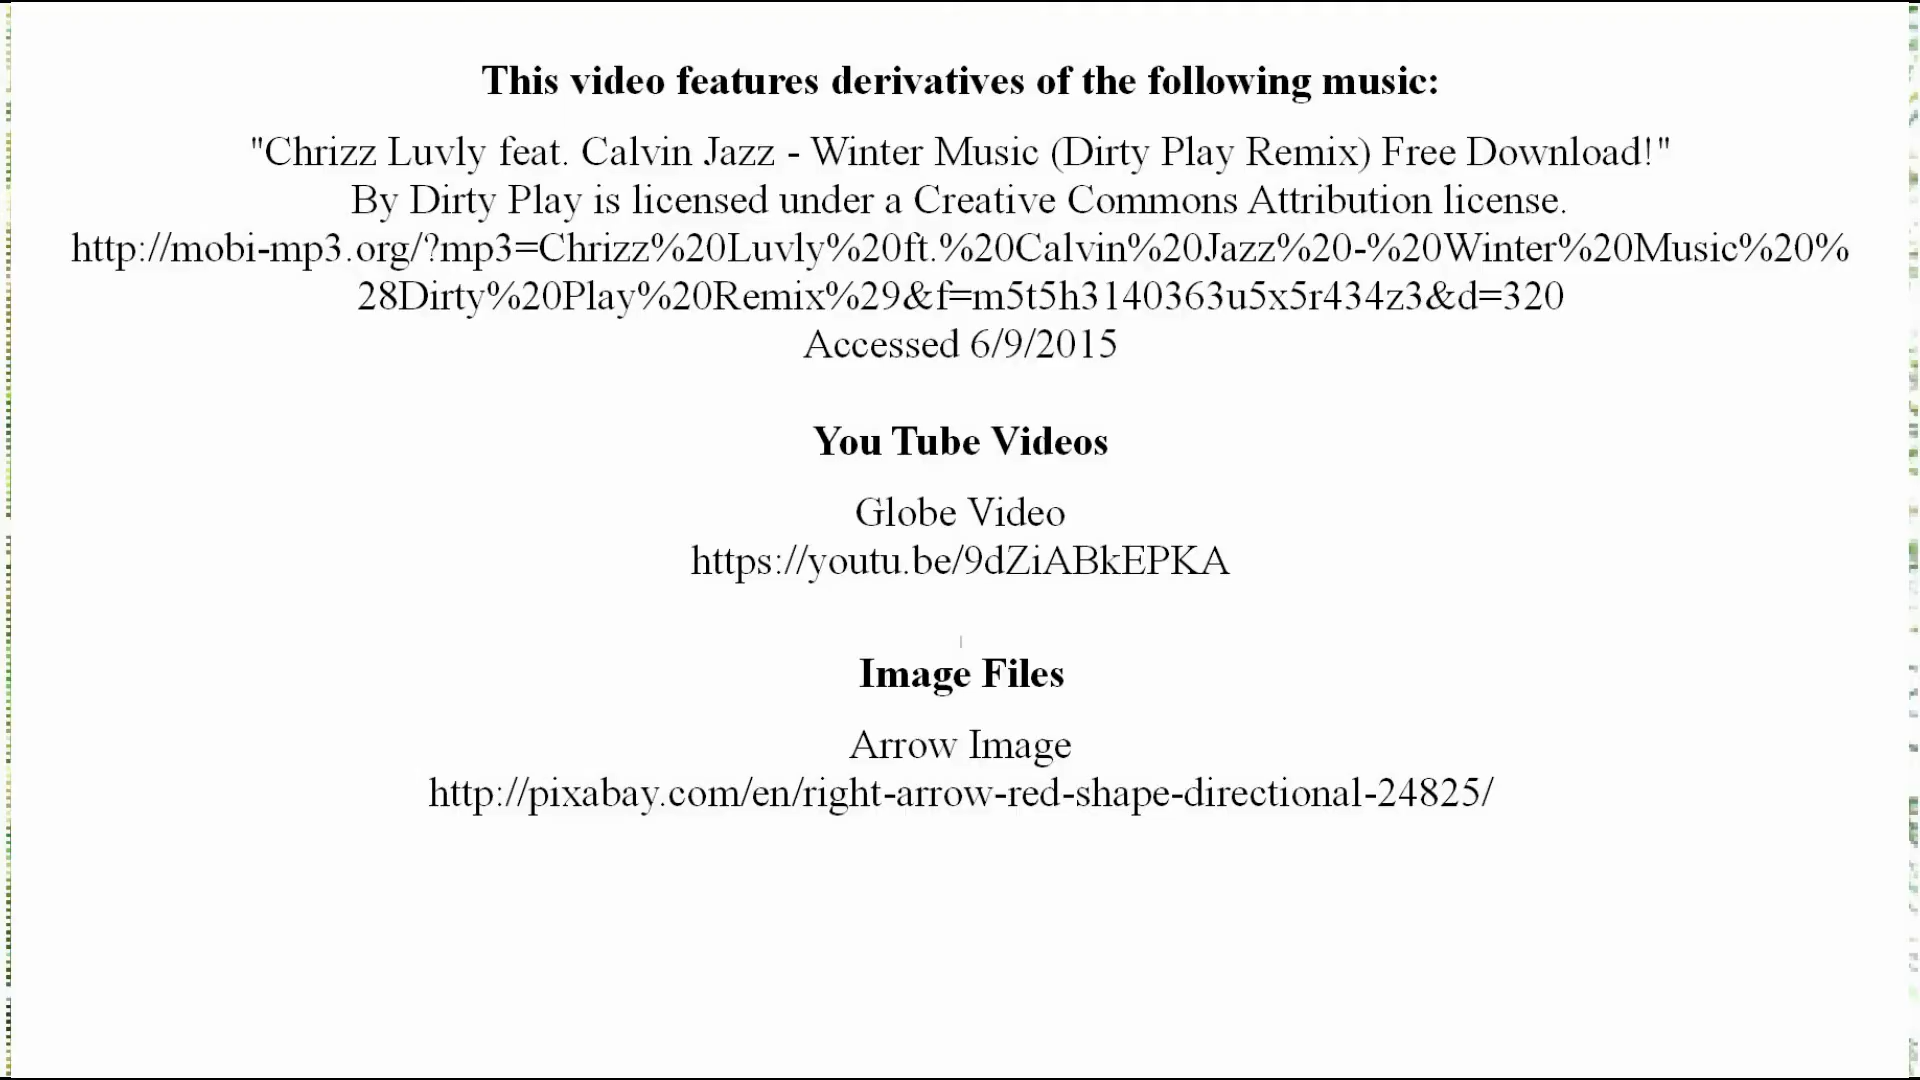 This video features derivatives of the following music:
"Chrizz Luvly feat. Calvin Jazz - Winter Music (Dirty Play Remix) Free Download!"
By Dirty Play is licensed under a Creative Commons Attribution license.
http://mobi-mp3.org/?mp3=Chrizz%20Luvly%20ft.%20Calvin%20Jazz%20-%20Winter%20Music%20%
28Dirty%20Play%20Remix%29&f=m5t5h3140363u5x5r434z3&d=320
Accessed 6/9/2015
You Tube Videos
Globe Video
https://youtu.be/9dZiABkEPKA
Image Files
Arrow Image
http://pixabay.com/en/right-arrow-red-shape-directional-24825/